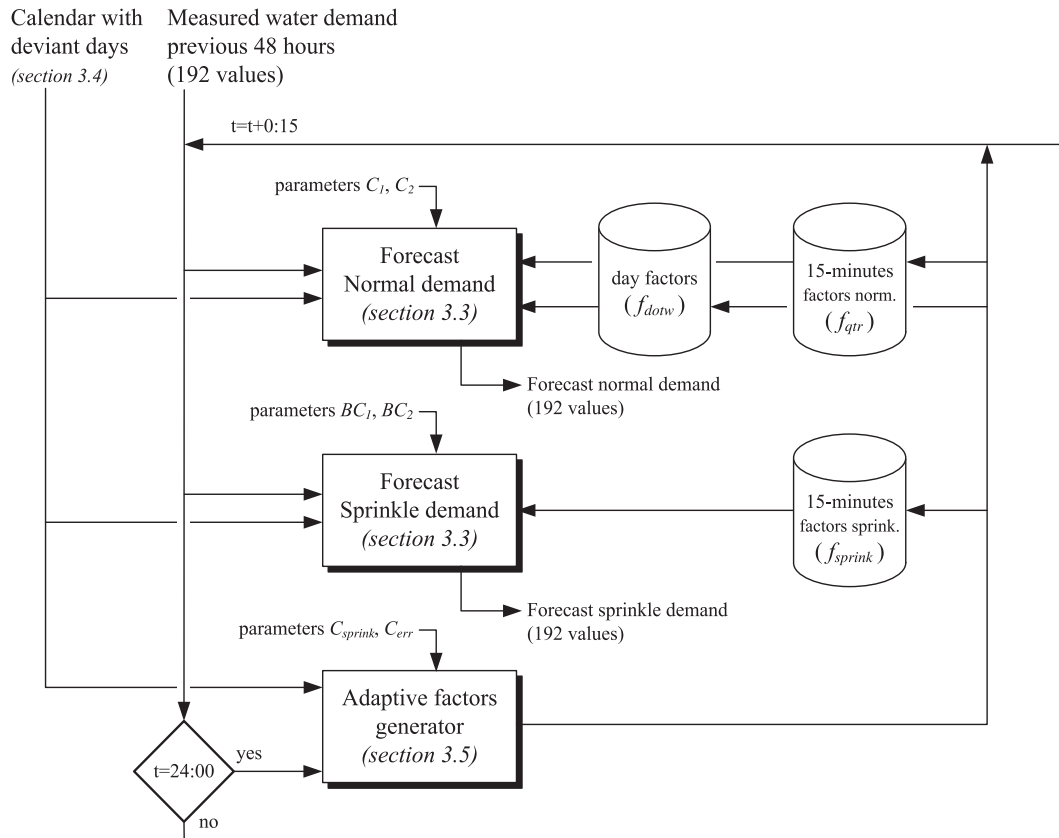 Calendar with
deviant days
(section 3.4)
Measured water demand
previous 48 hours
(192 values)
t=t+0:15
parameters C1, C2
Forecast
Normal demand
(section 3.3)
day factors
(fdotw)
15-minutes
factors norm.
(fqtr)
Forecast normal demand
(192 values)
parameters BC1, BC2
Forecast
Sprinkle demand
(section 3.3)
15-minutes
factors sprink.
(fsprink)
Forecast sprinkle demand
(192 values)
parameters Csprink, Cerr
Adaptive factors
generator
(section 3.5)
t=24:00
yes
no